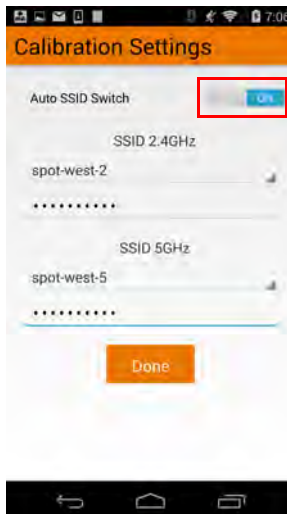 7:06
Calibration Settings
Auto SSID Switch ON
SSID 2.4GHz
spot-west-2
•••••••••••
SSID 5GHz
spot-west-5
••••••••••
Done